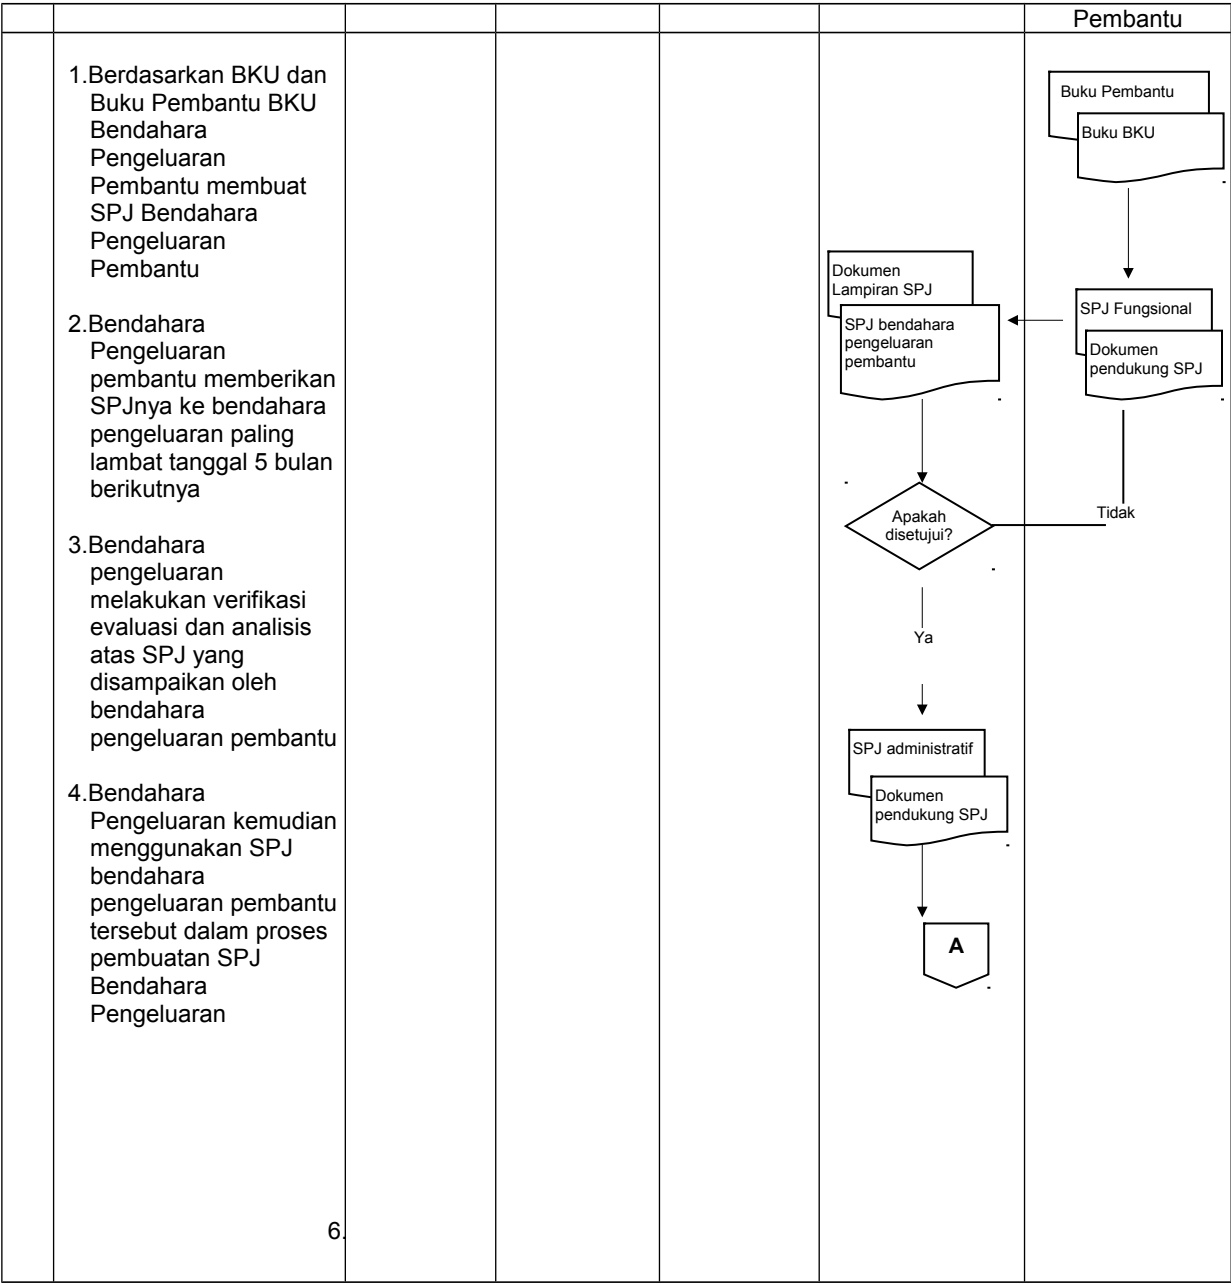 Pembantu
1.Berdasarkan BKU dan
Buku Pembantu BKU
Bendahara
Pengeluaran
Pembantu membuat
SPJ Bendahara
Pengeluaran
Pembantu
2.Bendahara
Pengeluaran
pembantu memberikan
SPJnya ke bendahara
pengeluaran paling
lambat tanggal 5 bulan
berikutnya
3.Bendahara
pengeluaran
melakukan verifikasi
evaluasi dan analisis
atas SPJ yang
disampaikan oleh
bendahara
pengeluaran pembantu
4.Bendahara
Pengeluaran kemudian
menggunakan SPJ
bendahara
pengeluaran pembantu
tersebut dalam proses
pembuatan SPJ
Bendahara
Pengeluaran
6.
Buku Pembantu
Buku BKU
SPJ Fungsional
Dokumen
pendukung SPJ
Dokumen
Lampiran SPJ
SPJ bendahara
pengeluaran
pembantu
Apakah
disetujui?
Tidak
Ya
SPJ administratif
Dokumen
pendukung SPJ
A